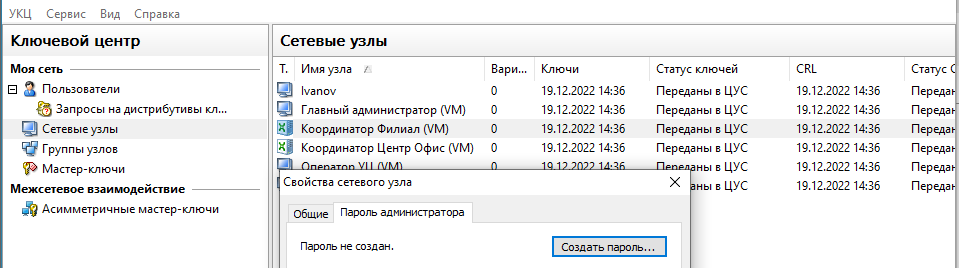 УКЦ Сервис Вид Справка
Ключевой центр
Моя сеть
Пользователи
Запросы на дистрибутивы кл...
Сетевые узлы
Группы узлов
Мастер-ключи
Межсетевое взаимодействие
Асимметричные мастер-ключи
Сетевые узлы
Т. Имя узла Вари... Ключи Статус ключей CRL Статус С
Ivanov 0 19.12.2022 14:36 Переданы в ЦУС 19.12.2022 14:36 Передан
Главный администратор (VM) 0 19.12.2022 14:36 Переданы в ЦУС 19.12.2022 14:36 Передан
Координатор Филиал (VM) 0 19.12.2022 14:36 Переданы в ЦУС 19.12.2022 14:36 Передан
Координатор Центр Офис (VM) 0 19.12.2022 14:36 Переданы в ЦУС 19.12.2022 14:36 Передан
Оператор УЦ (VM) 0 19.12.2022 14:36 Переданы в ЦУС 19.12.2022 14:36 Передан
ы в ЦУС 19.12.2022 14:36 Передан
Свойства сетевого узла
Общие Пароль администратора
Пароль не создан. Создать пароль...